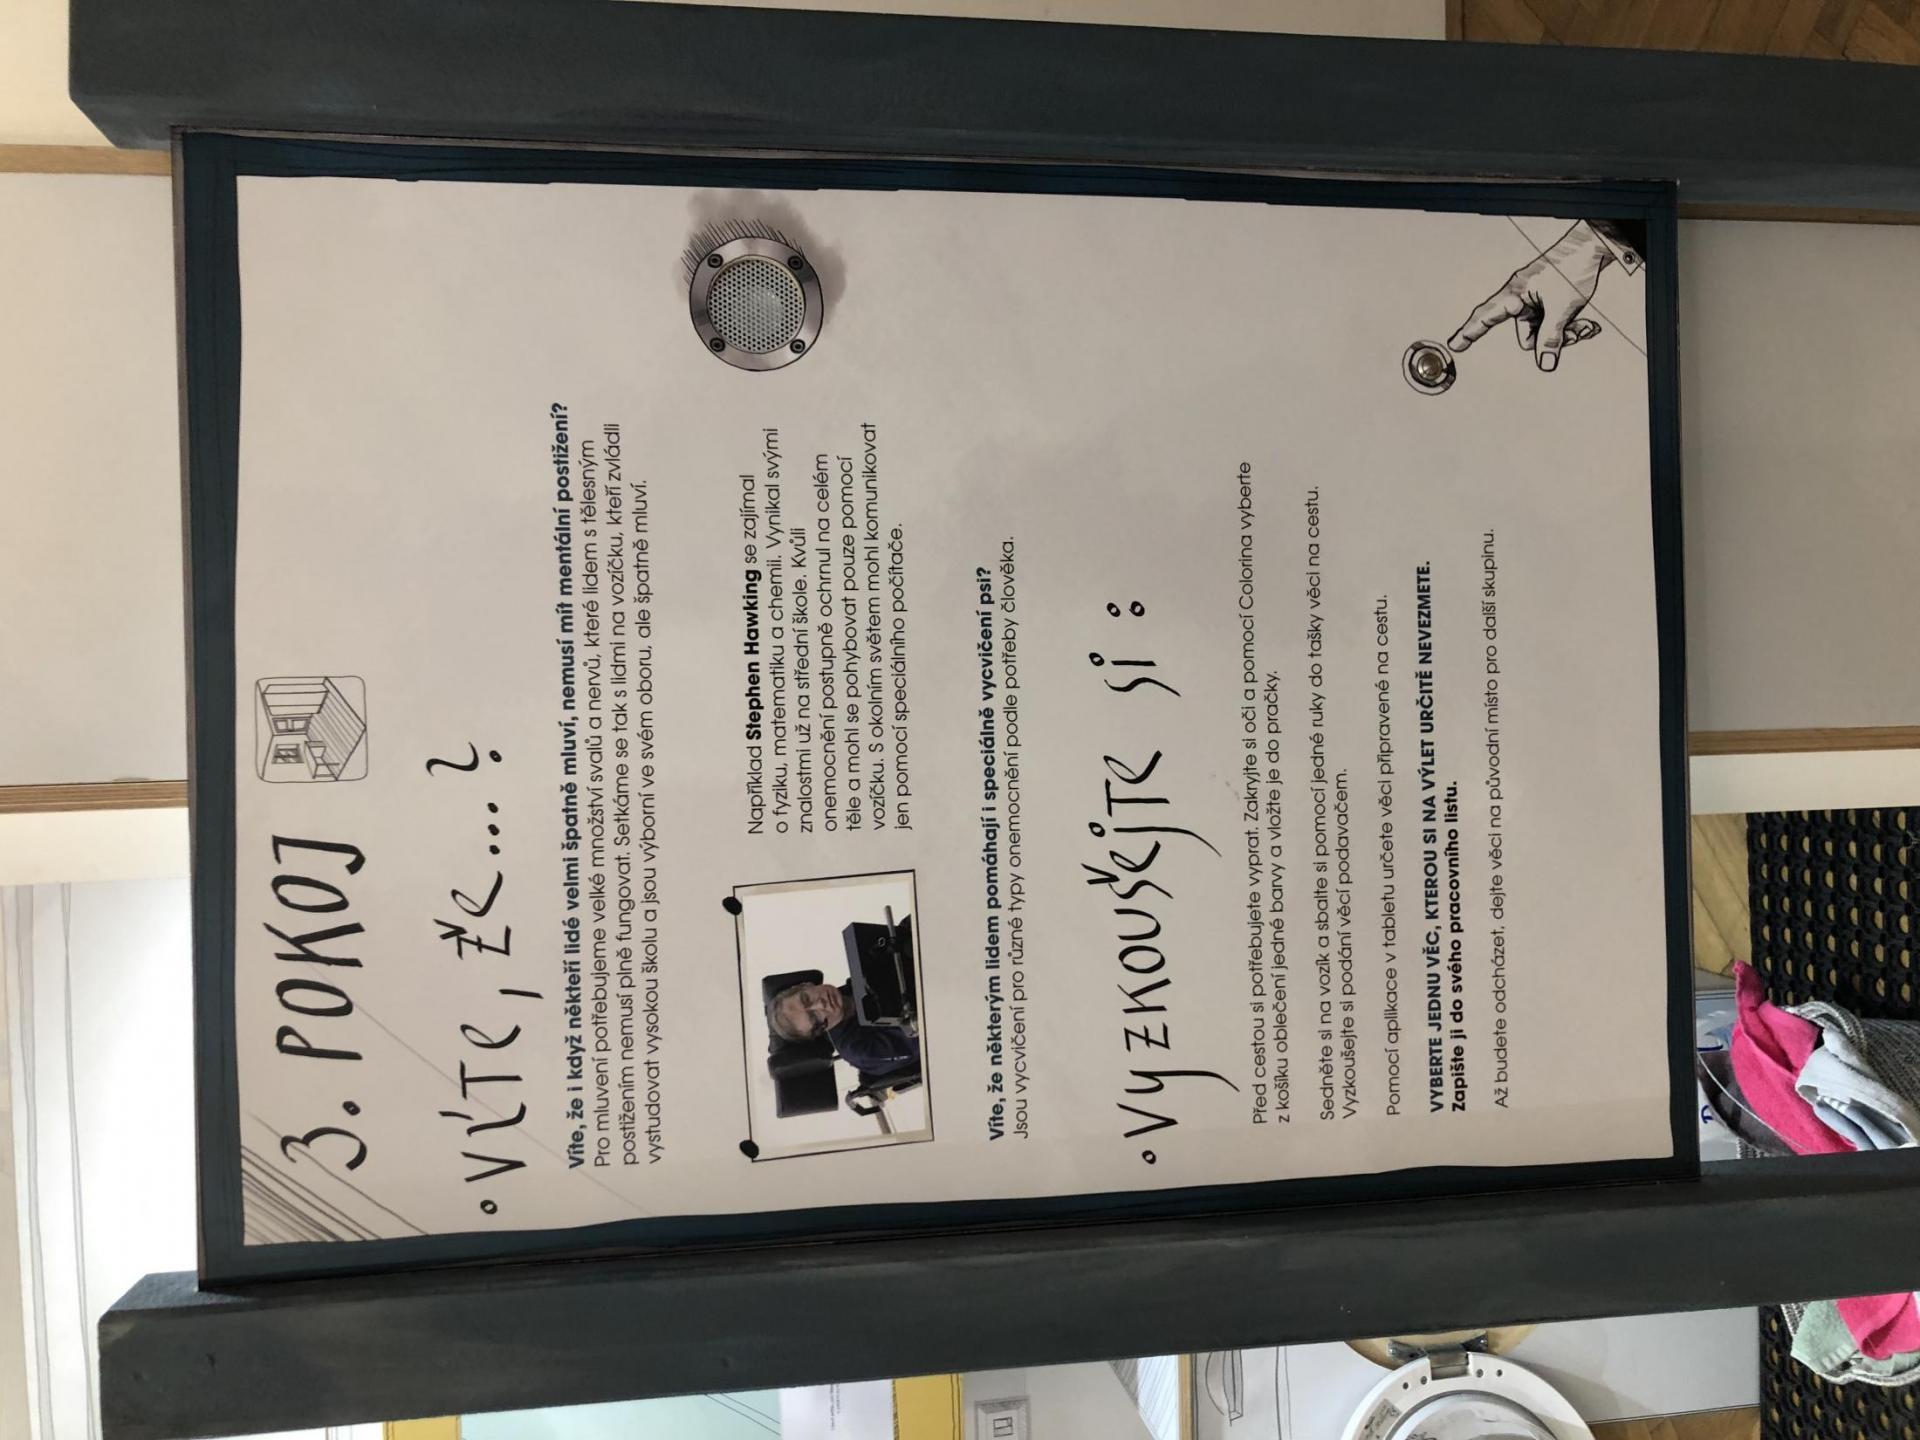 3. POKOJ
• VÍTE, ŽE...?
Víte, že i když někteří lidé velmi špatně mluví, nemusí mít mentální postižení?
Pro mluvení potřebujeme velké množství svalů a nervů, které lidem s tělesným
postižením nemusí plně fungovat. Setkáme se tak s lidmi na vozíčku, kteří zvládli
vystudovat vysokou školu a jsou výborní ve svém oboru, ale špatně mluví.
Například Stephen Hawking se zajímal
o fyziku, matematiku a chemii. Vynikal svými
znalostmi už na střední škole. Kvůli
onemocnění postupně ochrnul na celém
těle a mohl se pohybovat pouze pomocí
vozíčku. S okolním světem mohl komunikovat
jen pomocí speciálního počítače.
Víte, že některým lidem pomáhají i speciálně vycvičení psi?
Jsou vycvičení pro různé typy onemocnění podle potřeby člověka.
• VYZKOUŠEJTE SI:
Před cestou si potřebujete vyprat. Zakryjte si oči a pomocí Colorina vyberte
z košíku oblečení jedné barvy a vložte je do pračky.
Sedněte si na vozík a sbalte si pomocí jedné ruky do tašky věci na cestu.
Vyzkoušejte si podání věcí podavačem.
Pomocí aplikace v tabletu určete věci připravené na cestu.
VYBERTE JEDNU VĚC, KTEROU SI NA VÝLET URČITĚ NEVEZMETE.
Zapište ji do svého pracovního listu.
Až budete odcházet, dejte věci na původní místo pro další skupinu.